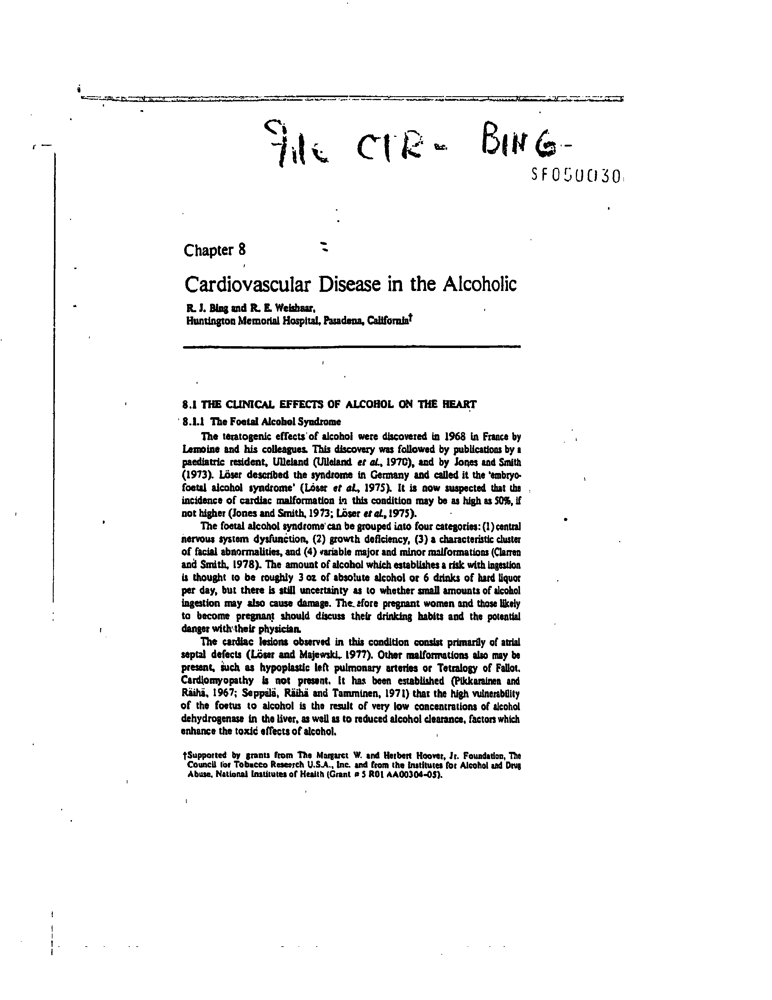 File CTR - BING -
SF050030
Chapter 8
Cardiovascular Disease in the Alcoholic
R. J. Bing and R. E. Weishaar,
Huntington Memorial Hospital, Pasadena, California†
8.1 THE CLINICAL EFFECTS OF ALCOHOL ON THE HEART
8.1.1 The Foetal Alcohol Syndrome
The teratogenic effects of alcohol were discovered in 1968 in France by
Lemoine and his colleagues. This discovery was followed by publications by a
paediatric resident, Ulleland (Ulleland et al., 1970), and by Jones and Smith
(1973). Löser described the syndrome in Germany and called it the 'embryo-
foetal alcohol syndrome' (Löser et al., 1975). It is now suspected that the
incidence of cardiac malformation in this condition may be as high as 50%, if
not higher (Jones and Smith, 1973; Löser et al., 1975).
The foetal alcohol syndrome can be grouped into four categories: (1) central
nervous system dysfunction, (2) growth deficiency, (3) a characteristic cluster
of facial abnormalities, and (4) variable major and minor malformations (Clarren
and Smith, 1978). The amount of alcohol which establishes a risk with ingestion
is thought to be roughly 3 oz of absolute alcohol or 6 drinks of hard liquor
per day, but there is still uncertainty as to whether small amounts of alcohol
ingestion may also cause damage. The efore pregnant women and those likely
to become pregnant should discuss their drinking habits and the potential
danger with their physician.
The cardiac lesions observed in this condition consist primarily of atrial
septal defects (Löser and Majewski, 1977). Other malformations also may be
present, such as hypoplastic left pulmonary arteries or Tetralogy of Fallot.
Cardiomyopathy is not present. It has been established (Pikkarainen and
Räihä, 1967; Seppälä, Räihä and Tamminen, 1971) that the high vulnerability
of the foetus to alcohol is the result of very low concentrations of alcohol
dehydrogenase in the liver, as well as to reduced alcohol clearance, factors which
enhance the toxic effects of alcohol.
†Supported by grants from The Margaret W. and Herbert Hoover, Jr. Foundation, The
Council for Tobacco Research U.S.A., Inc. and from the Institutes for Alcohol and Drug
Abuse, National Institutes of Health (Grant # 5 R01 AA00304-05).